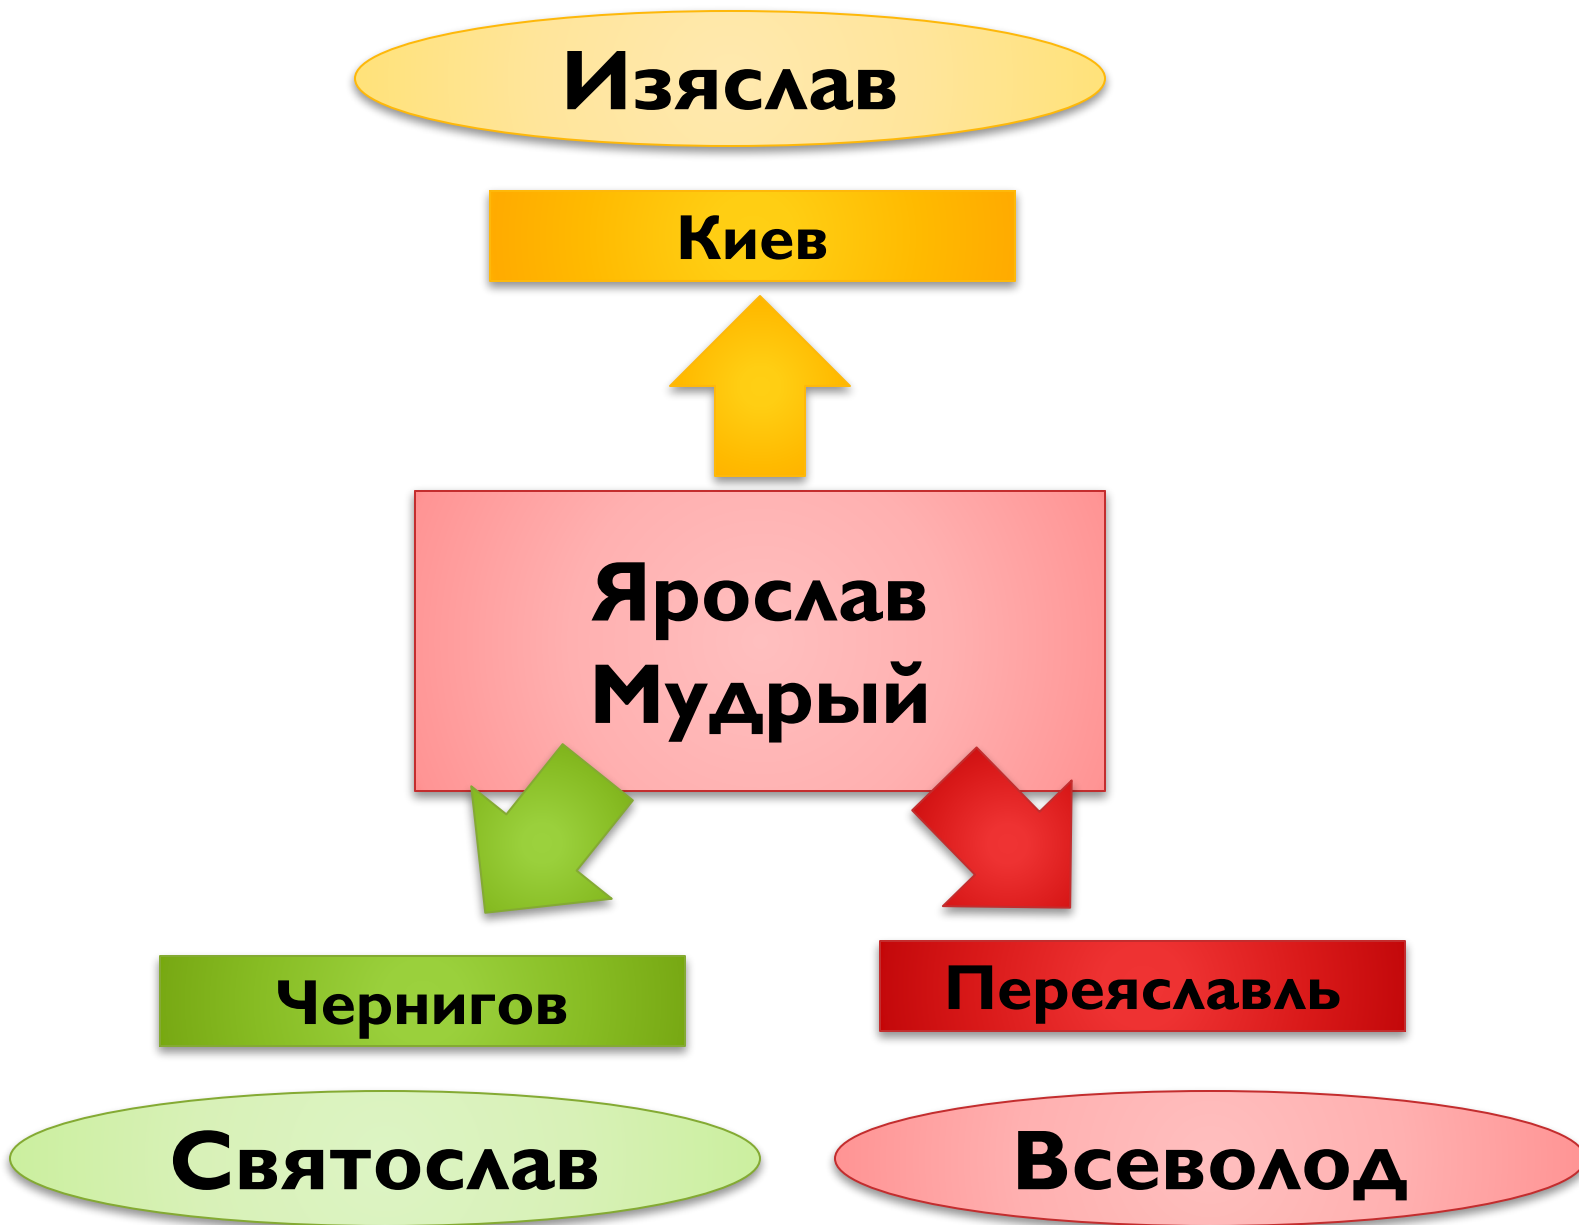 Изяслав
Киев
Ярослав
Мудрый
Чернигов
Переяславль
Святослав
Всеволод